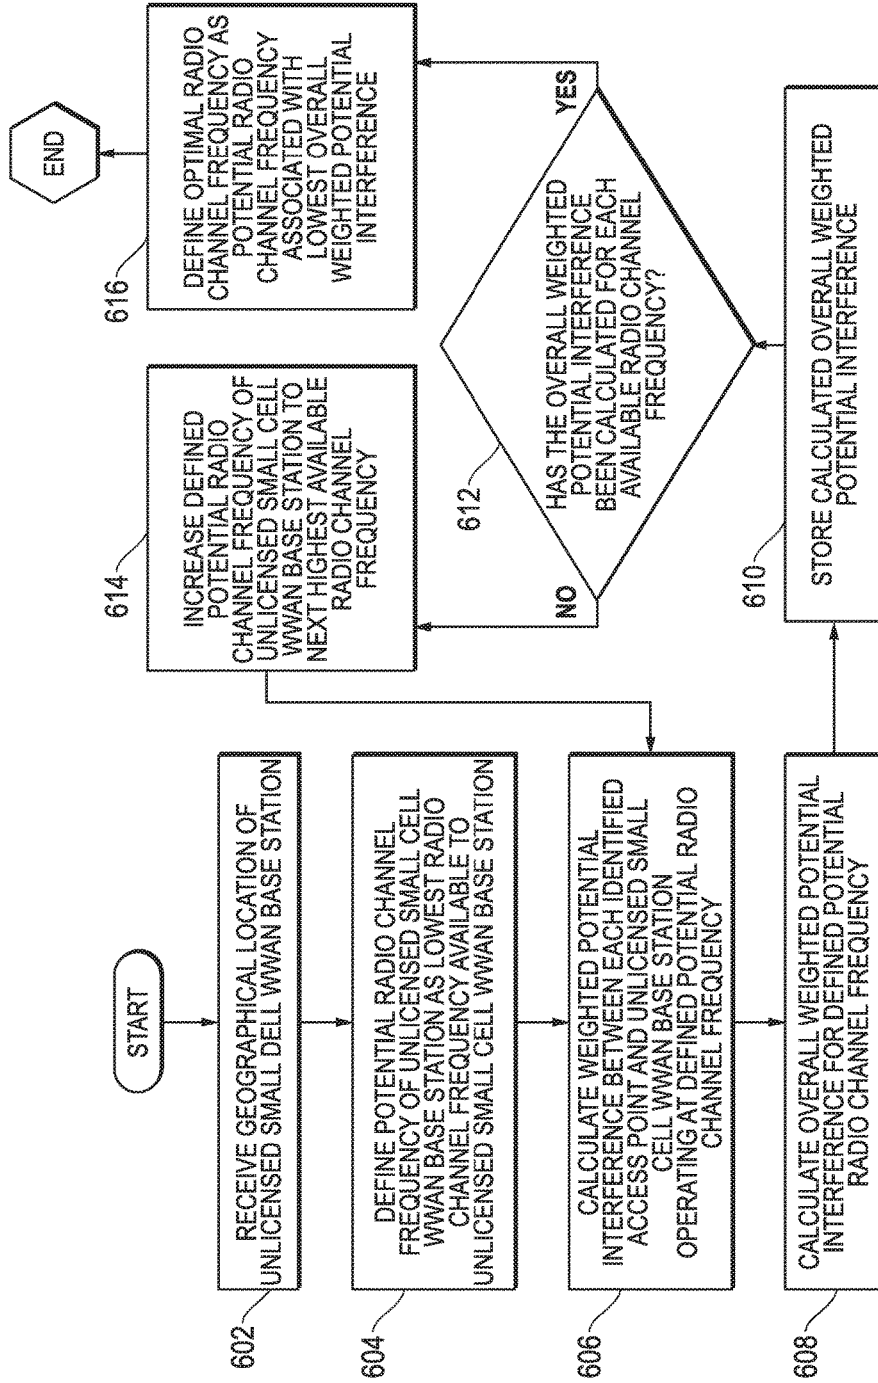 START
602
RECEIVE GEOGRAPHICAL LOCATION OF
UNLICENSED SMALL DELL WWAN BASE STATION
604
DEFINE POTENTIAL RADIO CHANNEL
FREQUENCY OF UNLICENSED SMALL CELL
WWAN BASE STATION AS LOWEST RADIO
CHANNEL FREQUENCY AVAILABLE TO
UNLICENSED SMALL CELL WWAN BASE STATION
606
CALCULATE WEIGHTED POTENTIAL
INTERFERENCE BETWEEN EACH IDENTIFIED
ACCESS POINT AND UNLICENSED SMALL
CELL WWAN BASE STATION
OPERATING AT DEFINED POTENTIAL RADIO
CHANNEL FREQUENCY
608
CALCULATE OVERALL WEIGHTED POTENTIAL
INTERFERENCE FOR DEFINED POTENTIAL
RADIO CHANNEL FREQUENCY
610
STORE CALCULATED OVERALL WEIGHTED
POTENTIAL INTERFERENCE
612
HAS THE OVERALL WEIGHTED
POTENTIAL INTERFERENCE
BEEN CALCULATED FOR EACH
AVAILABLE RADIO CHANNEL
FREQUENCY?
NO
YES
614
INCREASE DEFINED
POTENTIAL RADIO
CHANNEL FREQUENCY OF
UNLICENSED SMALL CELL
WWAN BASE STATION TO
NEXT HIGHEST AVAILABLE
RADIO CHANNEL
FREQUENCY
616
DEFINE OPTIMAL RADIO
CHANNEL FREQUENCY AS
POTENTIAL RADIO
CHANNEL FREQUENCY
ASSOCIATED WITH
LOWEST OVERALL
WEIGHTED POTENTIAL
INTERFERENCE
END